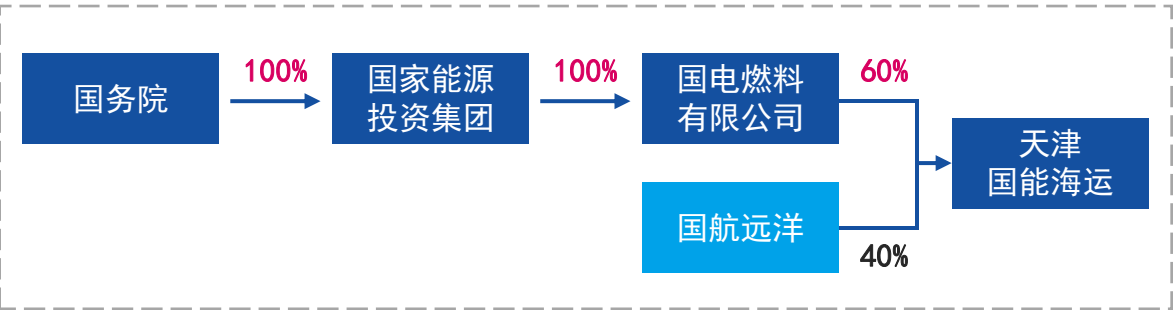 国务院
100%
国家能源
投资集团
100%
国电燃料
有限公司
60%
天津
国能海运
国航远洋
40%